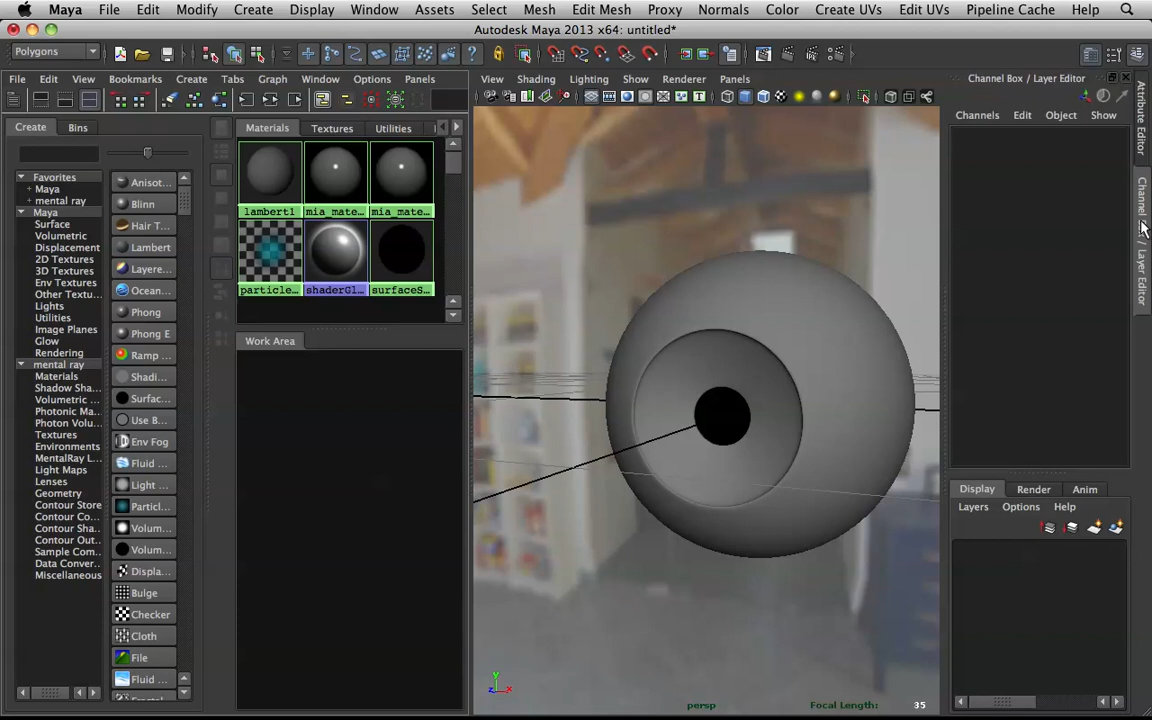 Maya File Edit Modify Create Display Window Assets Select Mesh Edit Mesh Proxy Normals Color Create UVs Edit UVs Pipeline Cache Help
Autodesk Maya 2013 x64: untitled*
Polygons
File Edit View Bookmarks Create Tabs Graph Window Options Panels
View Shading Lighting Show Renderer Panels
Channel Box / Layer Editor
Channels Edit Object Show
Attribute Editor
Layer Editor
Create Bins
Materials Textures Utilities
lambert1 mia_mate... mia_mate...
particle... shaderGl... surfaceS...
Work Area
Favorites
+ Maya
+ mental ray
Maya
Surface
Volumetric
Displacement
2D Textures
3D Textures
Env Textures
Other Textu...
Lights
Utilities
Image Planes
Glow
Rendering
mental ray
Materials
Shadow Sha...
Volumetric ...
Photonic Ma...
Photon Volu...
Textures
Environments
MentalRay L...
Light Maps
Lenses
Geometry
Contour Store
Contour Co...
Contour Sha...
Contour Out...
Sample Com...
Data Conver...
Miscellaneous
Anisot...
Blinn
Hair T...
Lambert
Layere...
Ocean...
Phong
Phong E
Ramp ...
Shadi...
Surfac...
Use B...
Env Fog
Fluid ...
Light ...
Particl...
Volum...
Volum...
Displa...
Bulge
Checker
Cloth
File
Fluid ...
persp
Focal Length: 35
y
z x
Display Render Anim
Layers Options Help